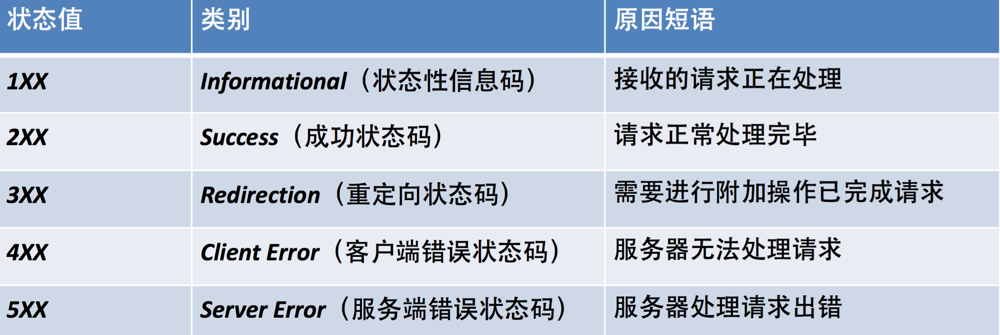 状态值 类别 原因短语
1XX Informational（状态性信息码） 接收的请求正在处理
2XX Success（成功状态码） 请求正常处理完毕
3XX Redirection（重定向状态码） 需要进行附加操作已完成请求
4XX Client Error（客户端错误状态码） 服务器无法处理请求
5XX Server Error（服务端错误状态码） 服务器处理请求出错